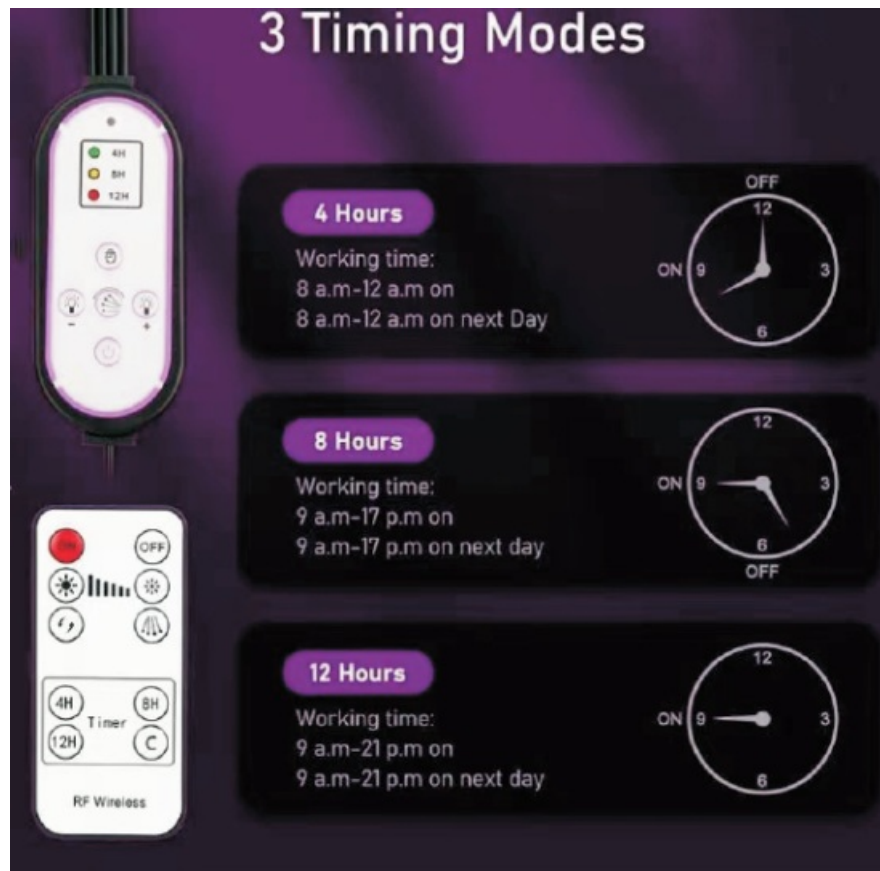 3 Timing Modes
4H
8H
12H
-
+
4 Hours
Working time:
8 a.m-12 a.m on
8 a.m-12 a.m on next Day
OFF
12
ON 9 3
6
8 Hours
Working time:
9 a.m-17 p.m on
9 a.m-17 p.m on next day
12
ON 9 3
6
OFF
12 Hours
Working time:
9 a.m-21 p.m on
9 a.m-21 p.m on next day
12
ON 9 3
6
ON OFF
4H 8H
Timer
12H C
RF Wireless